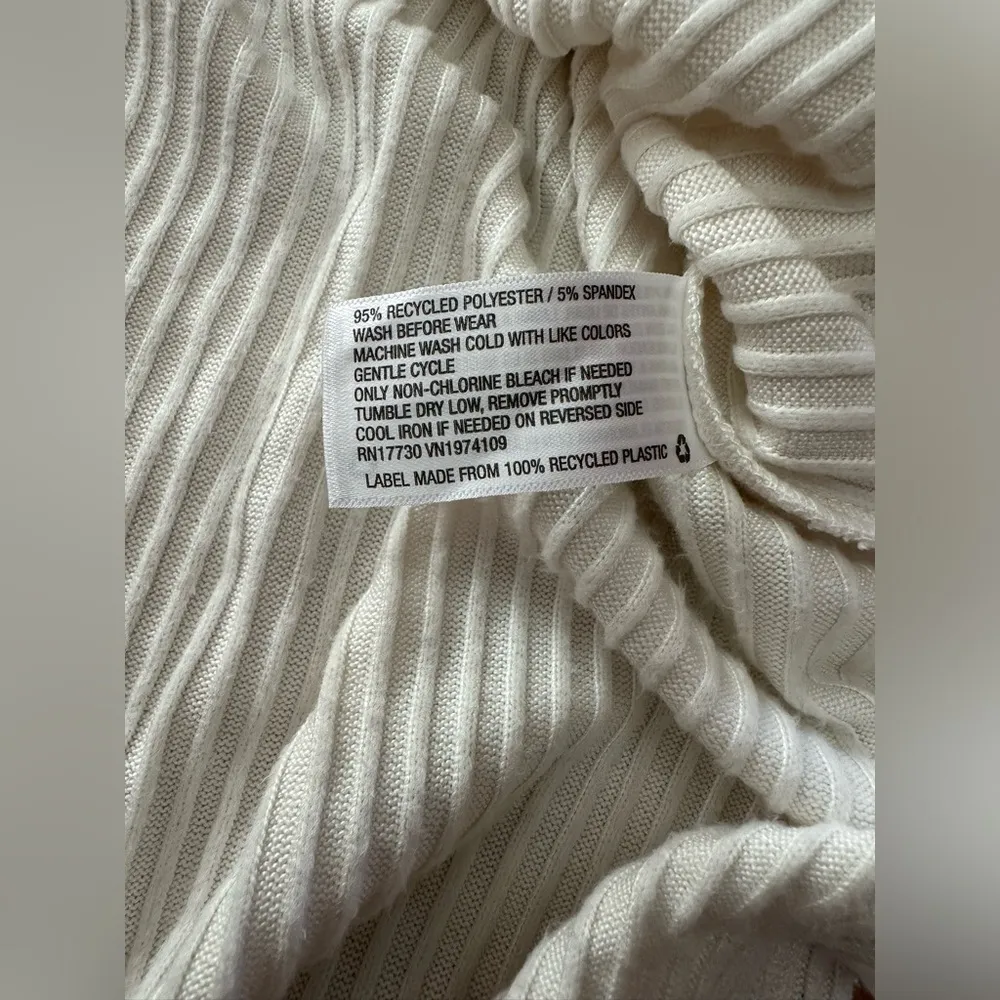 95% RECYCLED POLYESTER / 5% SPANDEX
WASH BEFORE WEAR
MACHINE WASH COLD WITH LIKE COLORS
GENTLE CYCLE
ONLY NON-CHLORINE BLEACH IF NEEDED
TUMBLE DRY LOW, REMOVE PROMPTLY
COOL IRON IF NEEDED ON REVERSED SIDE
RN17730 VN1974109
LABEL MADE FROM 100% RECYCLED PLASTIC